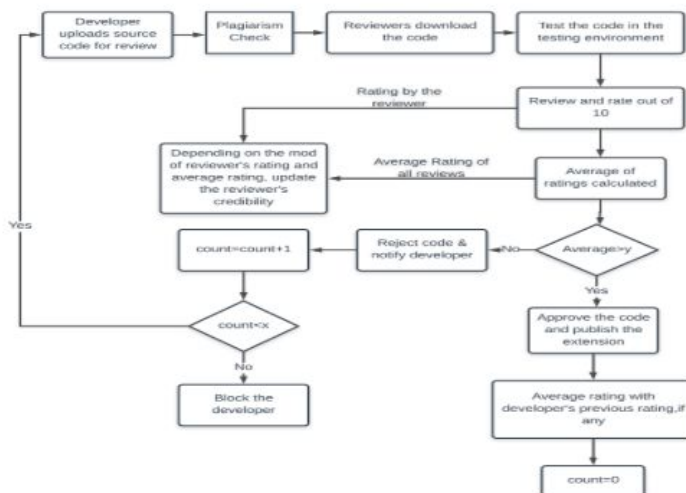 Developer
uploads source
code for review
Plagiarism
Check
Reviewers download
the code
Test the code in the
testing environment
Rating by the
reviewer
Review and rate out of
10
Depending on the mod
of reviewer's rating and
average rating, update
the reviewer's
credibility
Average Rating of
all reviews
Average of
ratings calculated
Yes
count=count+1
Reject code &
notify developer
No
Average>y
Yes
count<x
Approve the code
and publish the
extension
No
Block the
developer
Average rating with
developer's previous rating,if
any
count=0